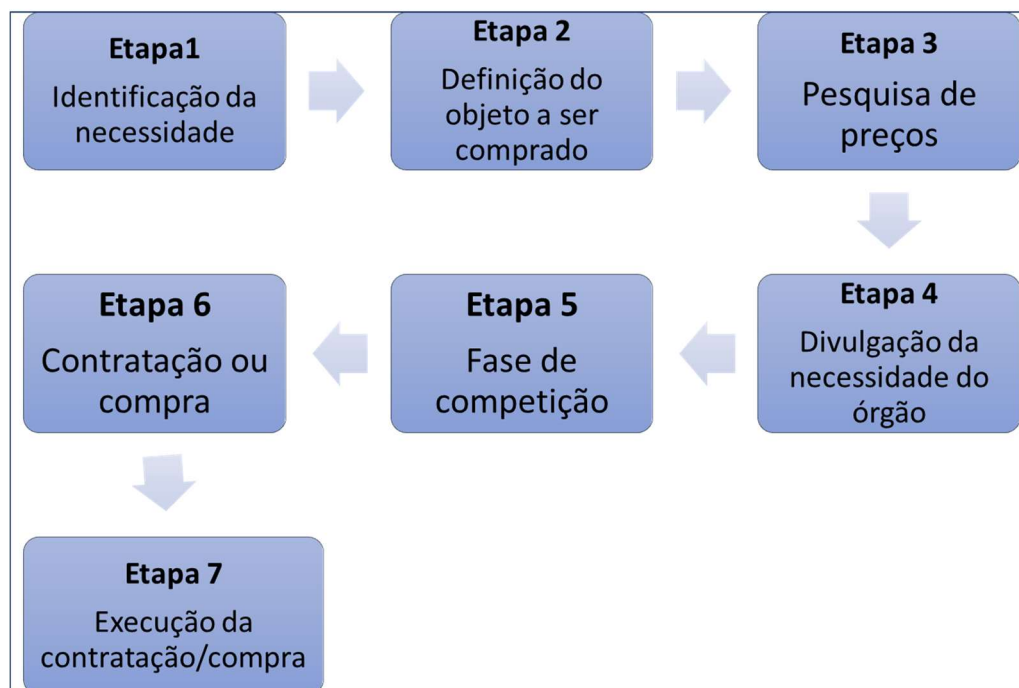 Etapa1
Identificação da
necessidade
Etapa 2
Definição do
objeto a ser
comprado
Etapa 3
Pesquisa de
preços
Etapa 4
Divulgação da
necessidade do
órgão
Etapa 5
Fase de
competição
Etapa 6
Contratação ou
compra
Etapa 7
Execução da
contratação/compra